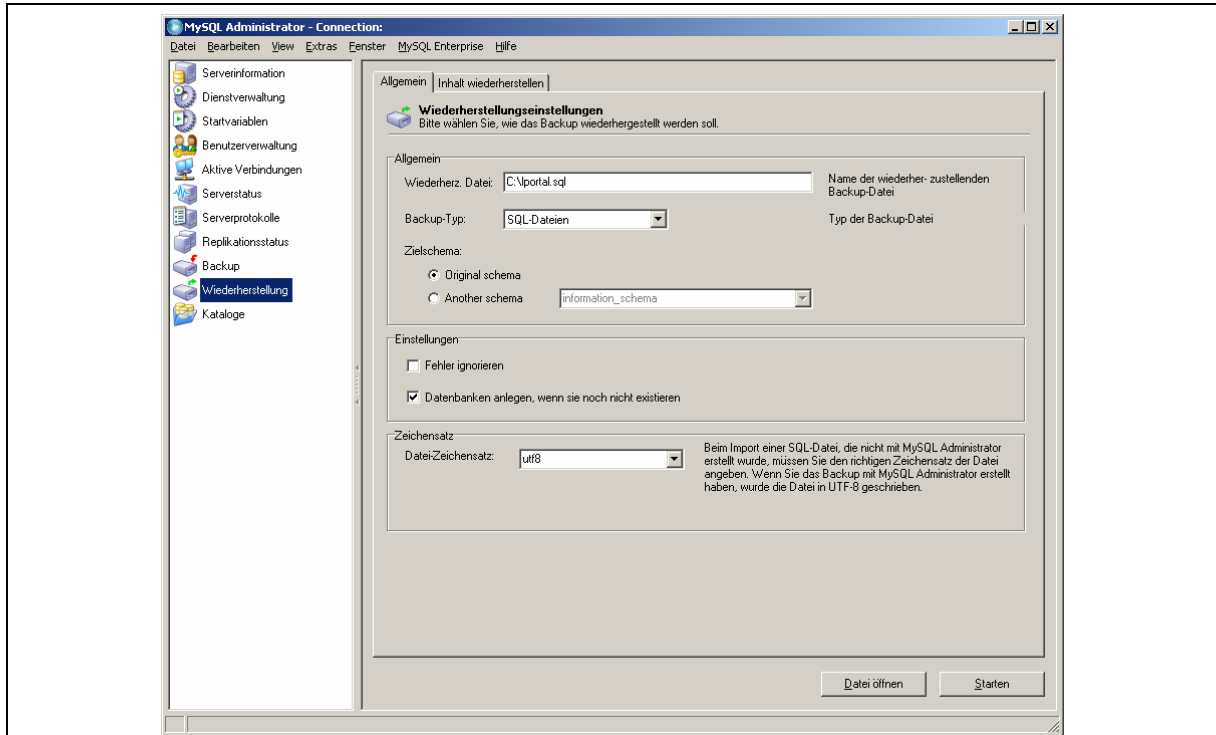 MySQL Administrator - Connection:
Datei Bearbeiten View Extras Fenster MySQL Enterprise Hilfe
Serverinformation
Dienstverwaltung
Startvariablen
Benutzerverwaltung
Aktive Verbindungen
Serverstatus
Serverprotokolle
Replikationsstatus
Backup
Wiederherstellung
Kataloge
Allgemein Inhalt wiederherstellen
Wiederherstellungseinstellungen
Bitte wählen Sie, wie das Backup wiederhergestellt werden soll.
Allgemein
Wiederherz. Datei: C:\lportal.sql Name der wiederher- zustellenden
Backup-Datei
Backup-Typ: SQL-Dateien Typ der Backup-Datei
Zielschema:
Original schema
Another schema information_schema
Einstellungen
Fehler ignorieren
Datenbanken anlegen, wenn sie noch nicht existieren
Zeichensatz
Datei-Zeichensatz: utf8
Beim Import einer SQL-Datei, die nicht mit MySQL Administrator
erstellt wurde, müssen Sie den richtigen Zeichensatz der Datei
angeben. Wenn Sie das Backup mit MySQL Administrator erstellt
haben, wurde die Datei in UTF-8 geschrieben.
Datei öffnen Starten